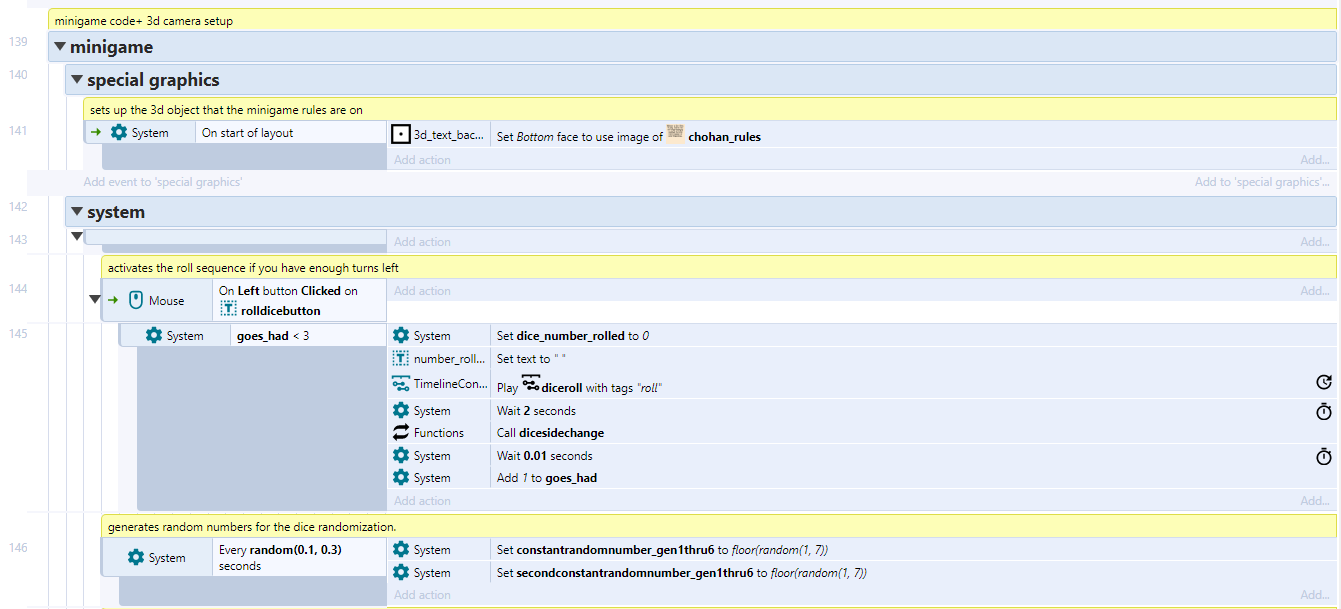 minigame code+ 3d camera setup
139 minigame
140 special graphics
sets up the 3d object that the minigame rules are on
141 System On start of layout 3d_text_bac... Set Bottom face to use image of chohan_rules
Add action Add...
Add event to 'special graphics' Add to 'special graphics'...
142 system
143 Add action Add...
activates the roll sequence if you have enough turns left
144 Mouse On Left button Clicked on Add action Add...
T rolldicebutton
145 System goes_had < 3 System Set dice_number_rolled to 0
T number_roll... Set text to " "
TimelineCon... Play diceroll with tags "roll"
System Wait 2 seconds
Functions Call dicesidechange
System Wait 0.01 seconds
System Add 1 to goes_had
Add action Add...
generates random numbers for the dice randomization.
146 System Every random(0.1, 0.3) seconds System Set constantrandomnumber_gen1thru6 to floor(random(1, 7))
System Set secondconstantrandomnumber_gen1thru6 to floor(random(1, 7))
Add action Add...